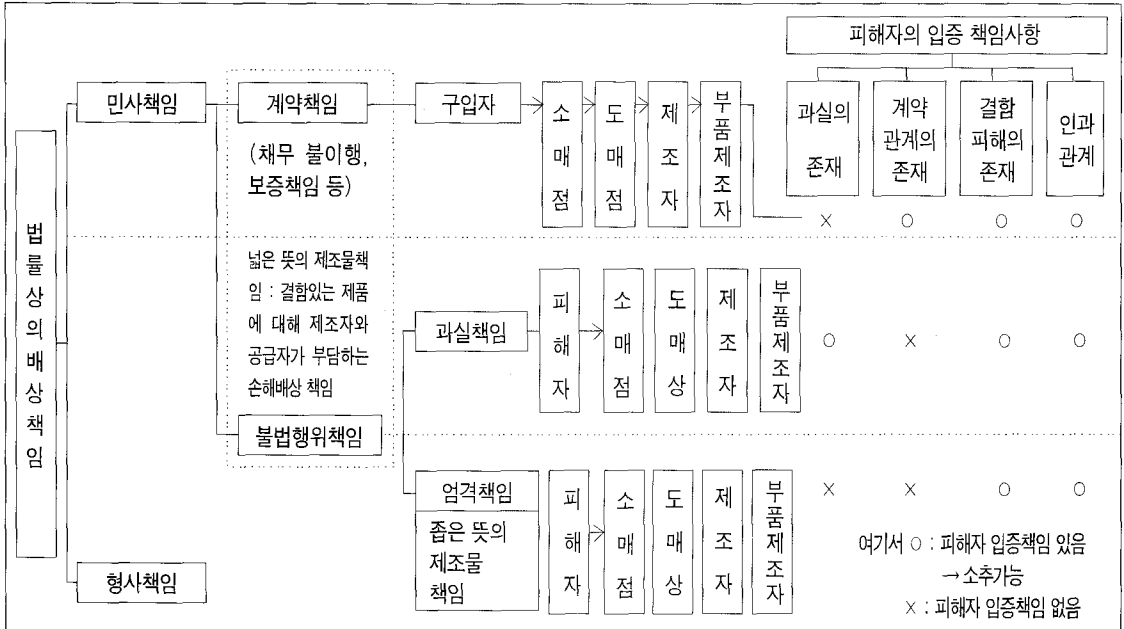 피해자의 입증 책임사항
민사책임
계약책임
구입자
소매점
도매점
제조자
부품제조자
과실의
존재
계약
관계의
존재
결함
피해의
존재
인과
관계
(채무 불이행,
보증책임 등)
X O O O
법률상의배상책임
넓은 뜻의 제조물책
임 : 결함있는 제품
에 대해 제조자와
공급자가 부담하는
손해배상 책임
과실책임
피해자
소매점
도매상
제조자
부품제조자
O X O O
불법행위책임
엄격책임
좁은 뜻의
제조물
책임
피해자
소매점
도매상
제조자
부품제조자
X X O O
형사책임
여기서 O : 피해자 입증책임 있음
→소추가능
X : 피해자 입증책임 없음